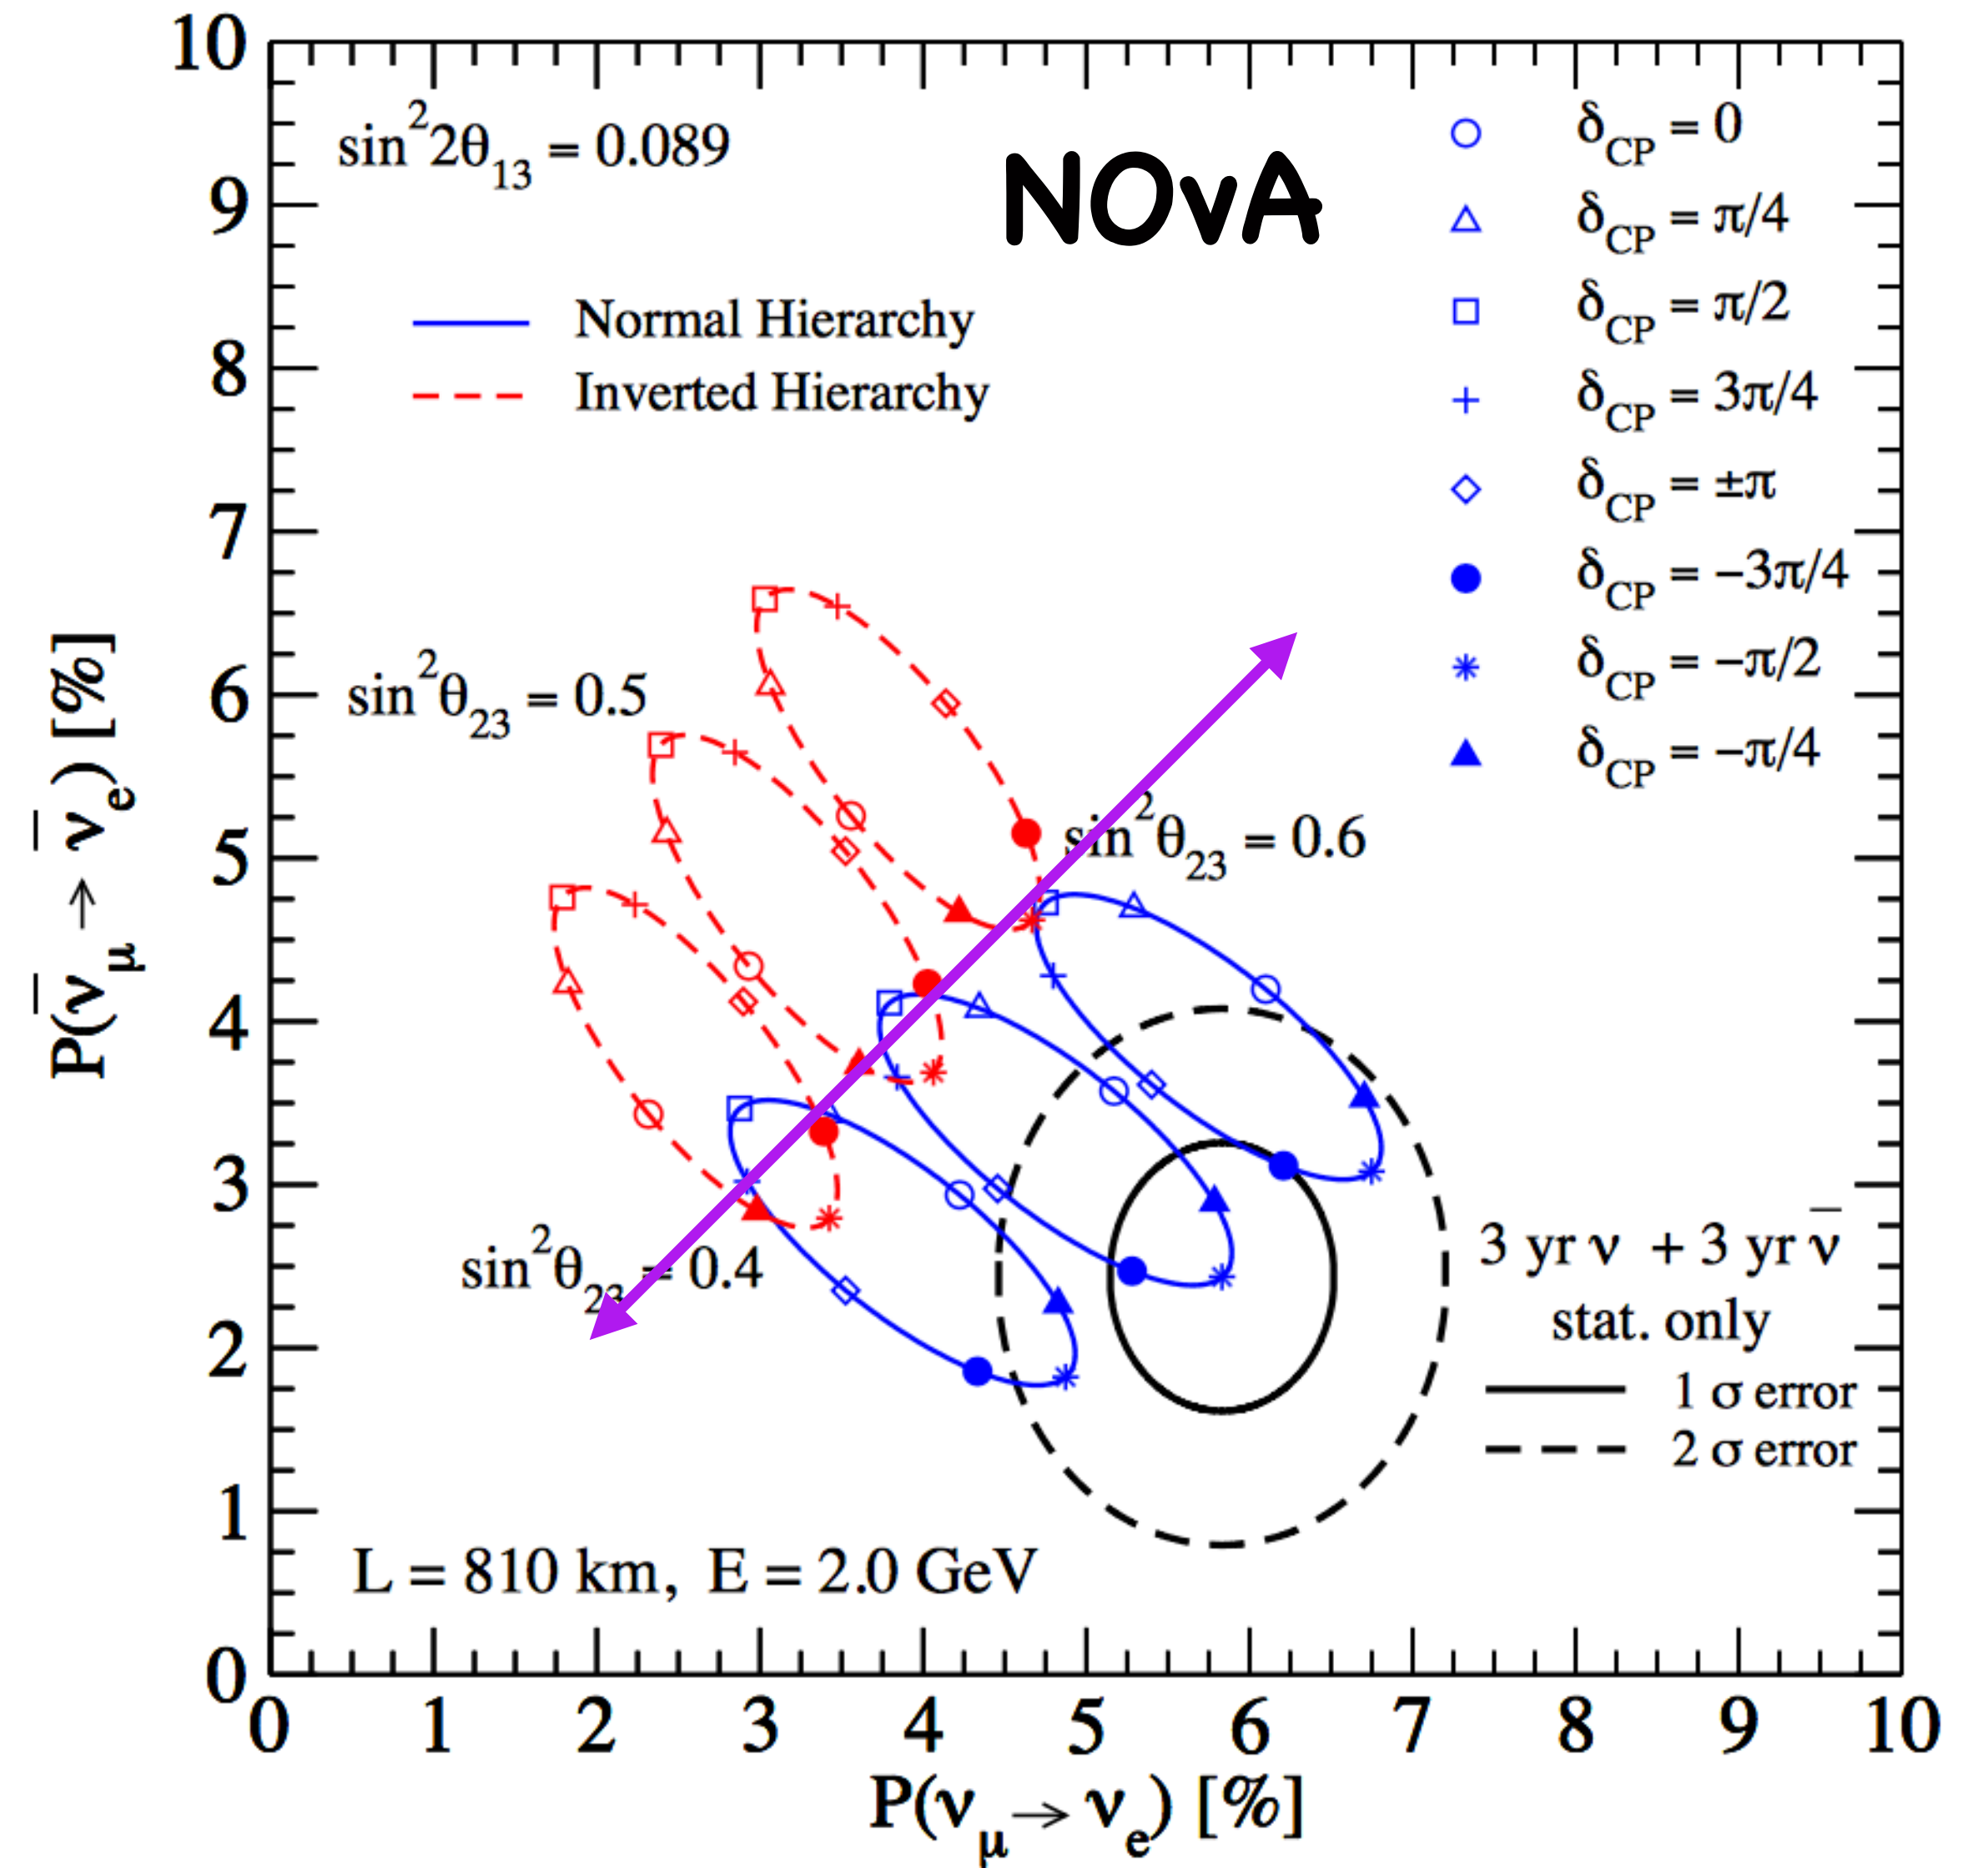 10
9
8
7
6
5
4
3
2
1
0
P(ν̅μ → ν̅e) [%]
sin²2θ13 = 0.089
NOνA
Normal Hierarchy
Inverted Hierarchy
δCP = 0
δCP = π/4
δCP = π/2
δCP = 3π/4
δCP = ±π
δCP = −3π/4
δCP = −π/2
δCP = −π/4
sin²θ23 = 0.5
sin²θ23 = 0.6
sin²θ23 = 0.4
3 yr ν + 3 yr ν̅
stat. only
1 σ error
2 σ error
L = 810 km, E = 2.0 GeV
0 1 2 3 4 5 6 7 8 9 10
P(νμ → νe) [%]